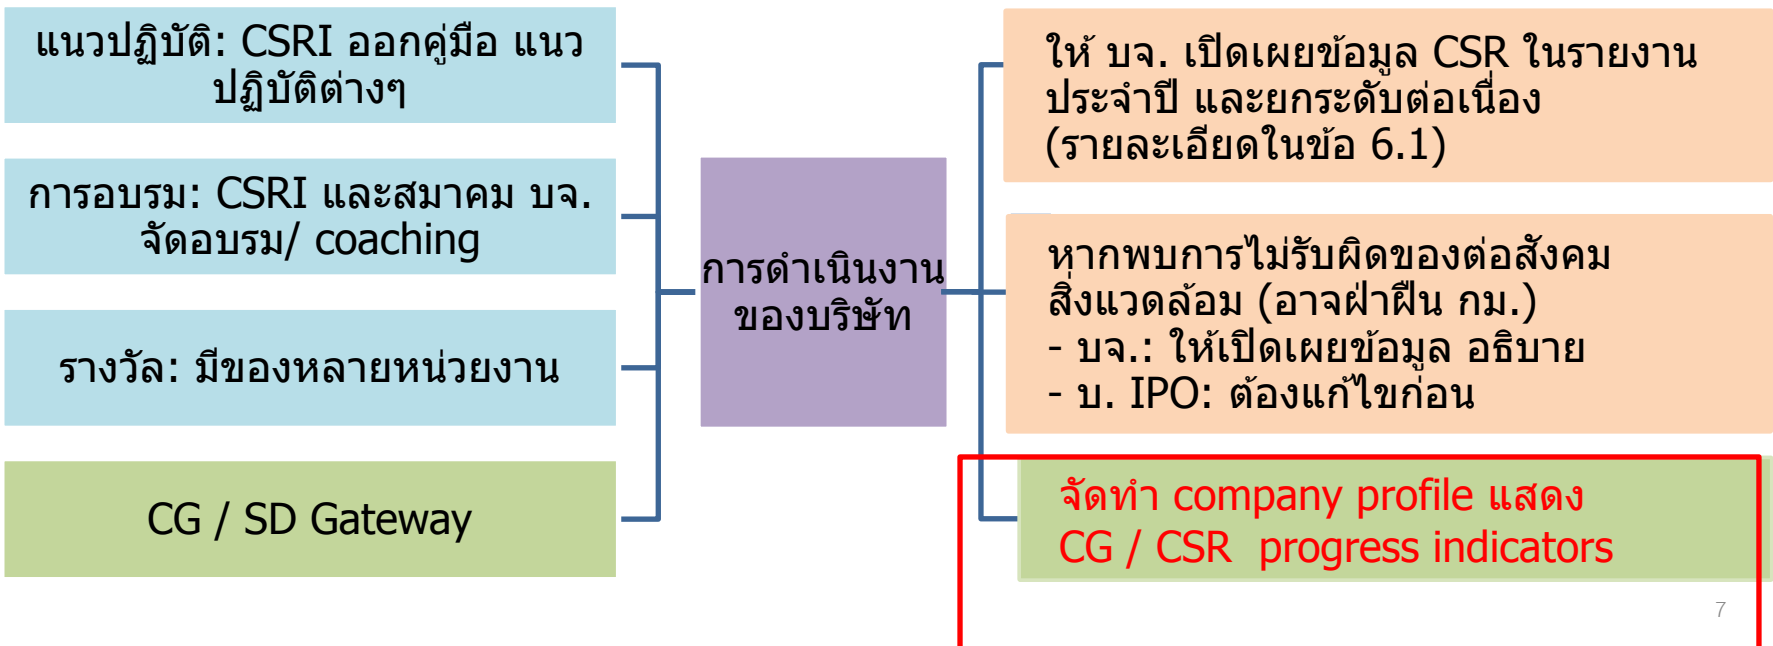 แนวปฏิบัติ: CSRI ออกคู่มือ แนว
ปฏิบัติต่างๆ
การอบรม: CSRI และสมาคม บจ.
จัดอบรม/ coaching
รางวัล: มีของหลายหน่วยงาน
CG / SD Gateway
การดำเนินงาน
ของบริษัท
ให้ บจ. เปิดเผยข้อมูล CSR ในรายงาน
ประจำปี และยกระดับต่อเนื่อง
(รายละเอียดในข้อ 6.1)
หากพบการไม่รับผิดของต่อสังคม
สิ่งแวดล้อม (อาจฝ่าฝืน กม.)
- บจ.: ให้เปิดเผยข้อมูล อธิบาย
- บ. IPO: ต้องแก้ไขก่อน
จัดทำ company profile แสดง
CG / CSR progress indicators
7